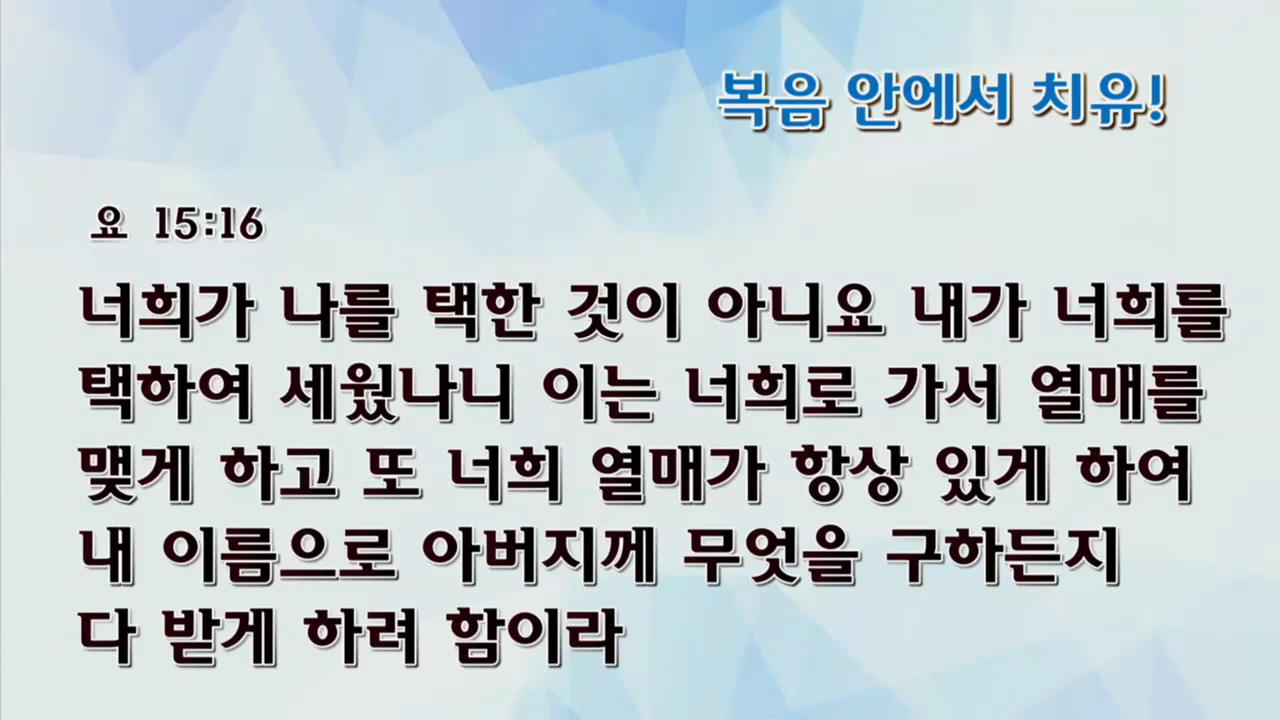 복음 안에서 치유!
요 15:16
너희가 나를 택한 것이 아니요 내가 너희를
택하여 세웠나니 이는 너희로 가서 열매를
맺게 하고 또 너희 열매가 항상 있게 하여
내 이름으로 아버지께 무엇을 구하든지
다 받게 하려 함이라